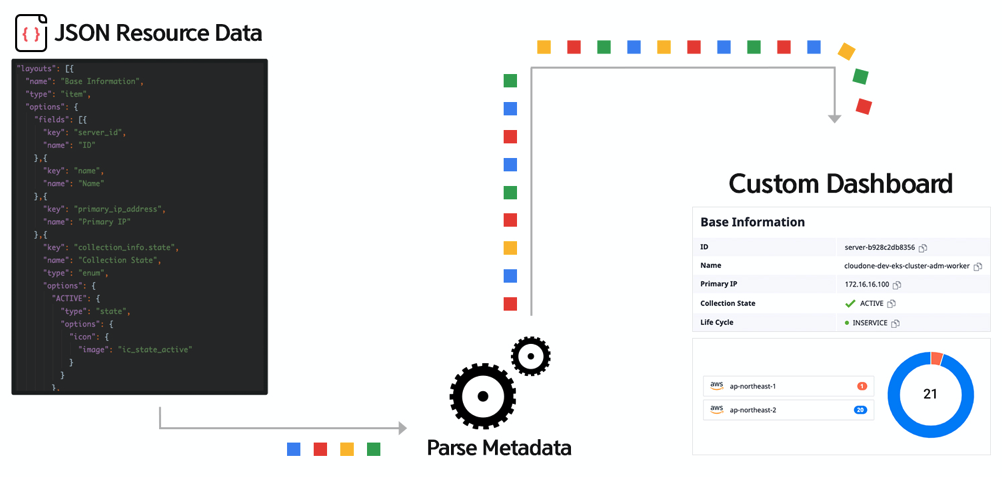 { } JSON Resource Data
"layouts": [{
"name": "Base Information",
"type": "item",
"options": {
"fields": [{
"key": "server_id",
"name": "ID"
},{
"key": "name",
"name": "Name"
},{
"key": "primary_ip_address",
"name": "Primary IP"
},{
"key": "collection_info.state",
"name": "Collection State",
"type": "enum",
"options": {
"ACTIVE": {
"type": "state",
"options": {
"icon": {
"image": "ic_state_active"
}
}
},
Parse Metadata
Custom Dashboard
Base Information
ID server-b928c2db8356
Name cloudone-dev-eks-cluster-adm-worker
Primary IP 172.16.16.100
Collection State ACTIVE
Life Cycle INSERVICE
aws ap-northeast-1 1
aws ap-northeast-2 20
21